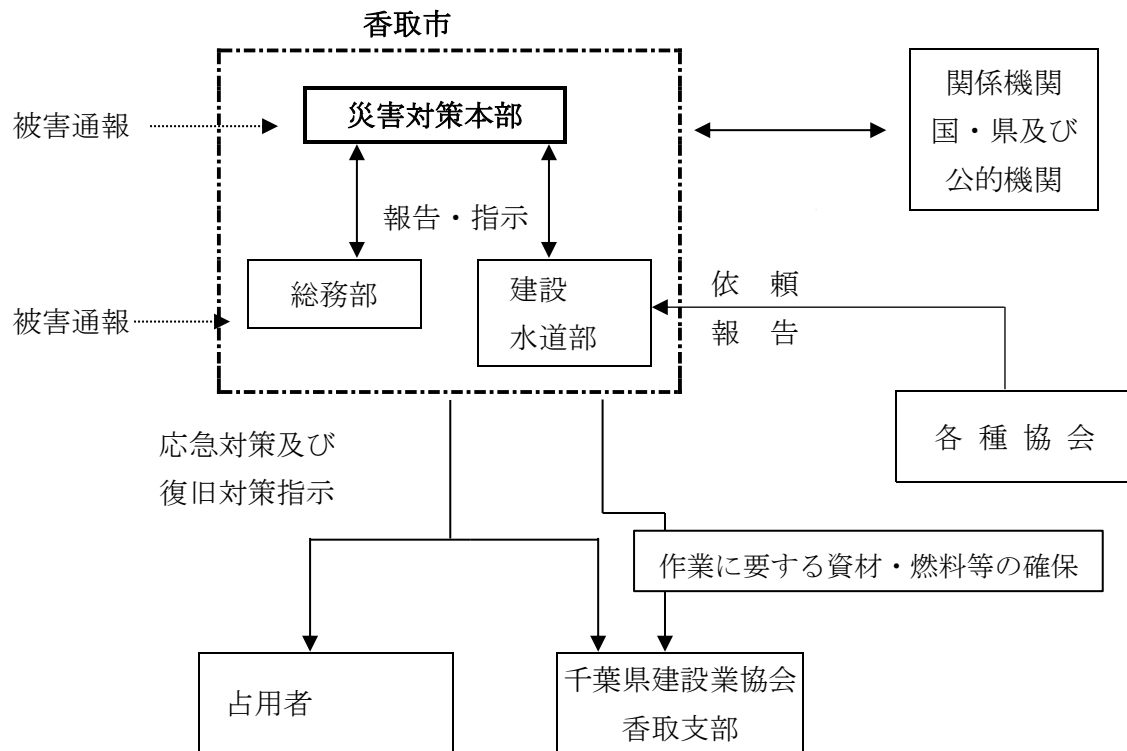 香取市
災害対策本部
被害通報
関係機関
国・県及び
公的機関
報告・指示
総務部
建設
水道部
被害通報
依　頼
報　告
各 種 協 会
応急対策及び
復旧対策指示
作業に要する資材・燃料等の確保
占用者
千葉県建設業協会
香取支部